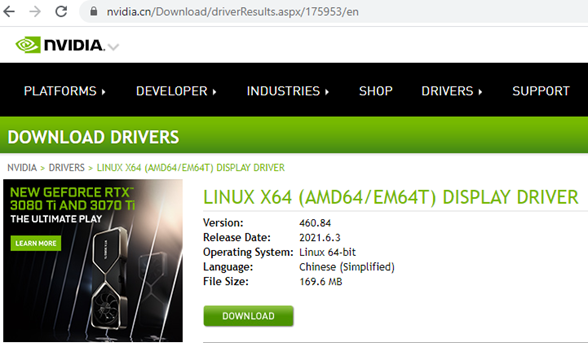 nvidia.cn/Download/driverResults.aspx/175953/en
NVIDIA.
PLATFORMS DEVELOPER INDUSTRIES SHOP DRIVERS SUPPORT
DOWNLOAD DRIVERS
NVIDIA > DRIVERS > LINUX X64 (AMD64/EM64T) DISPLAY DRIVER
NEW GEFORCE RTX™
3080 Ti AND 3070 Ti
THE ULTIMATE PLAY
LEARN MORE
LINUX X64 (AMD64/EM64T) DISPLAY DRIVER
Version: 460.84
Release Date: 2021.6.3
Operating System: Linux 64-bit
Language: Chinese (Simplified)
File Size: 169.6 MB
DOWNLOAD